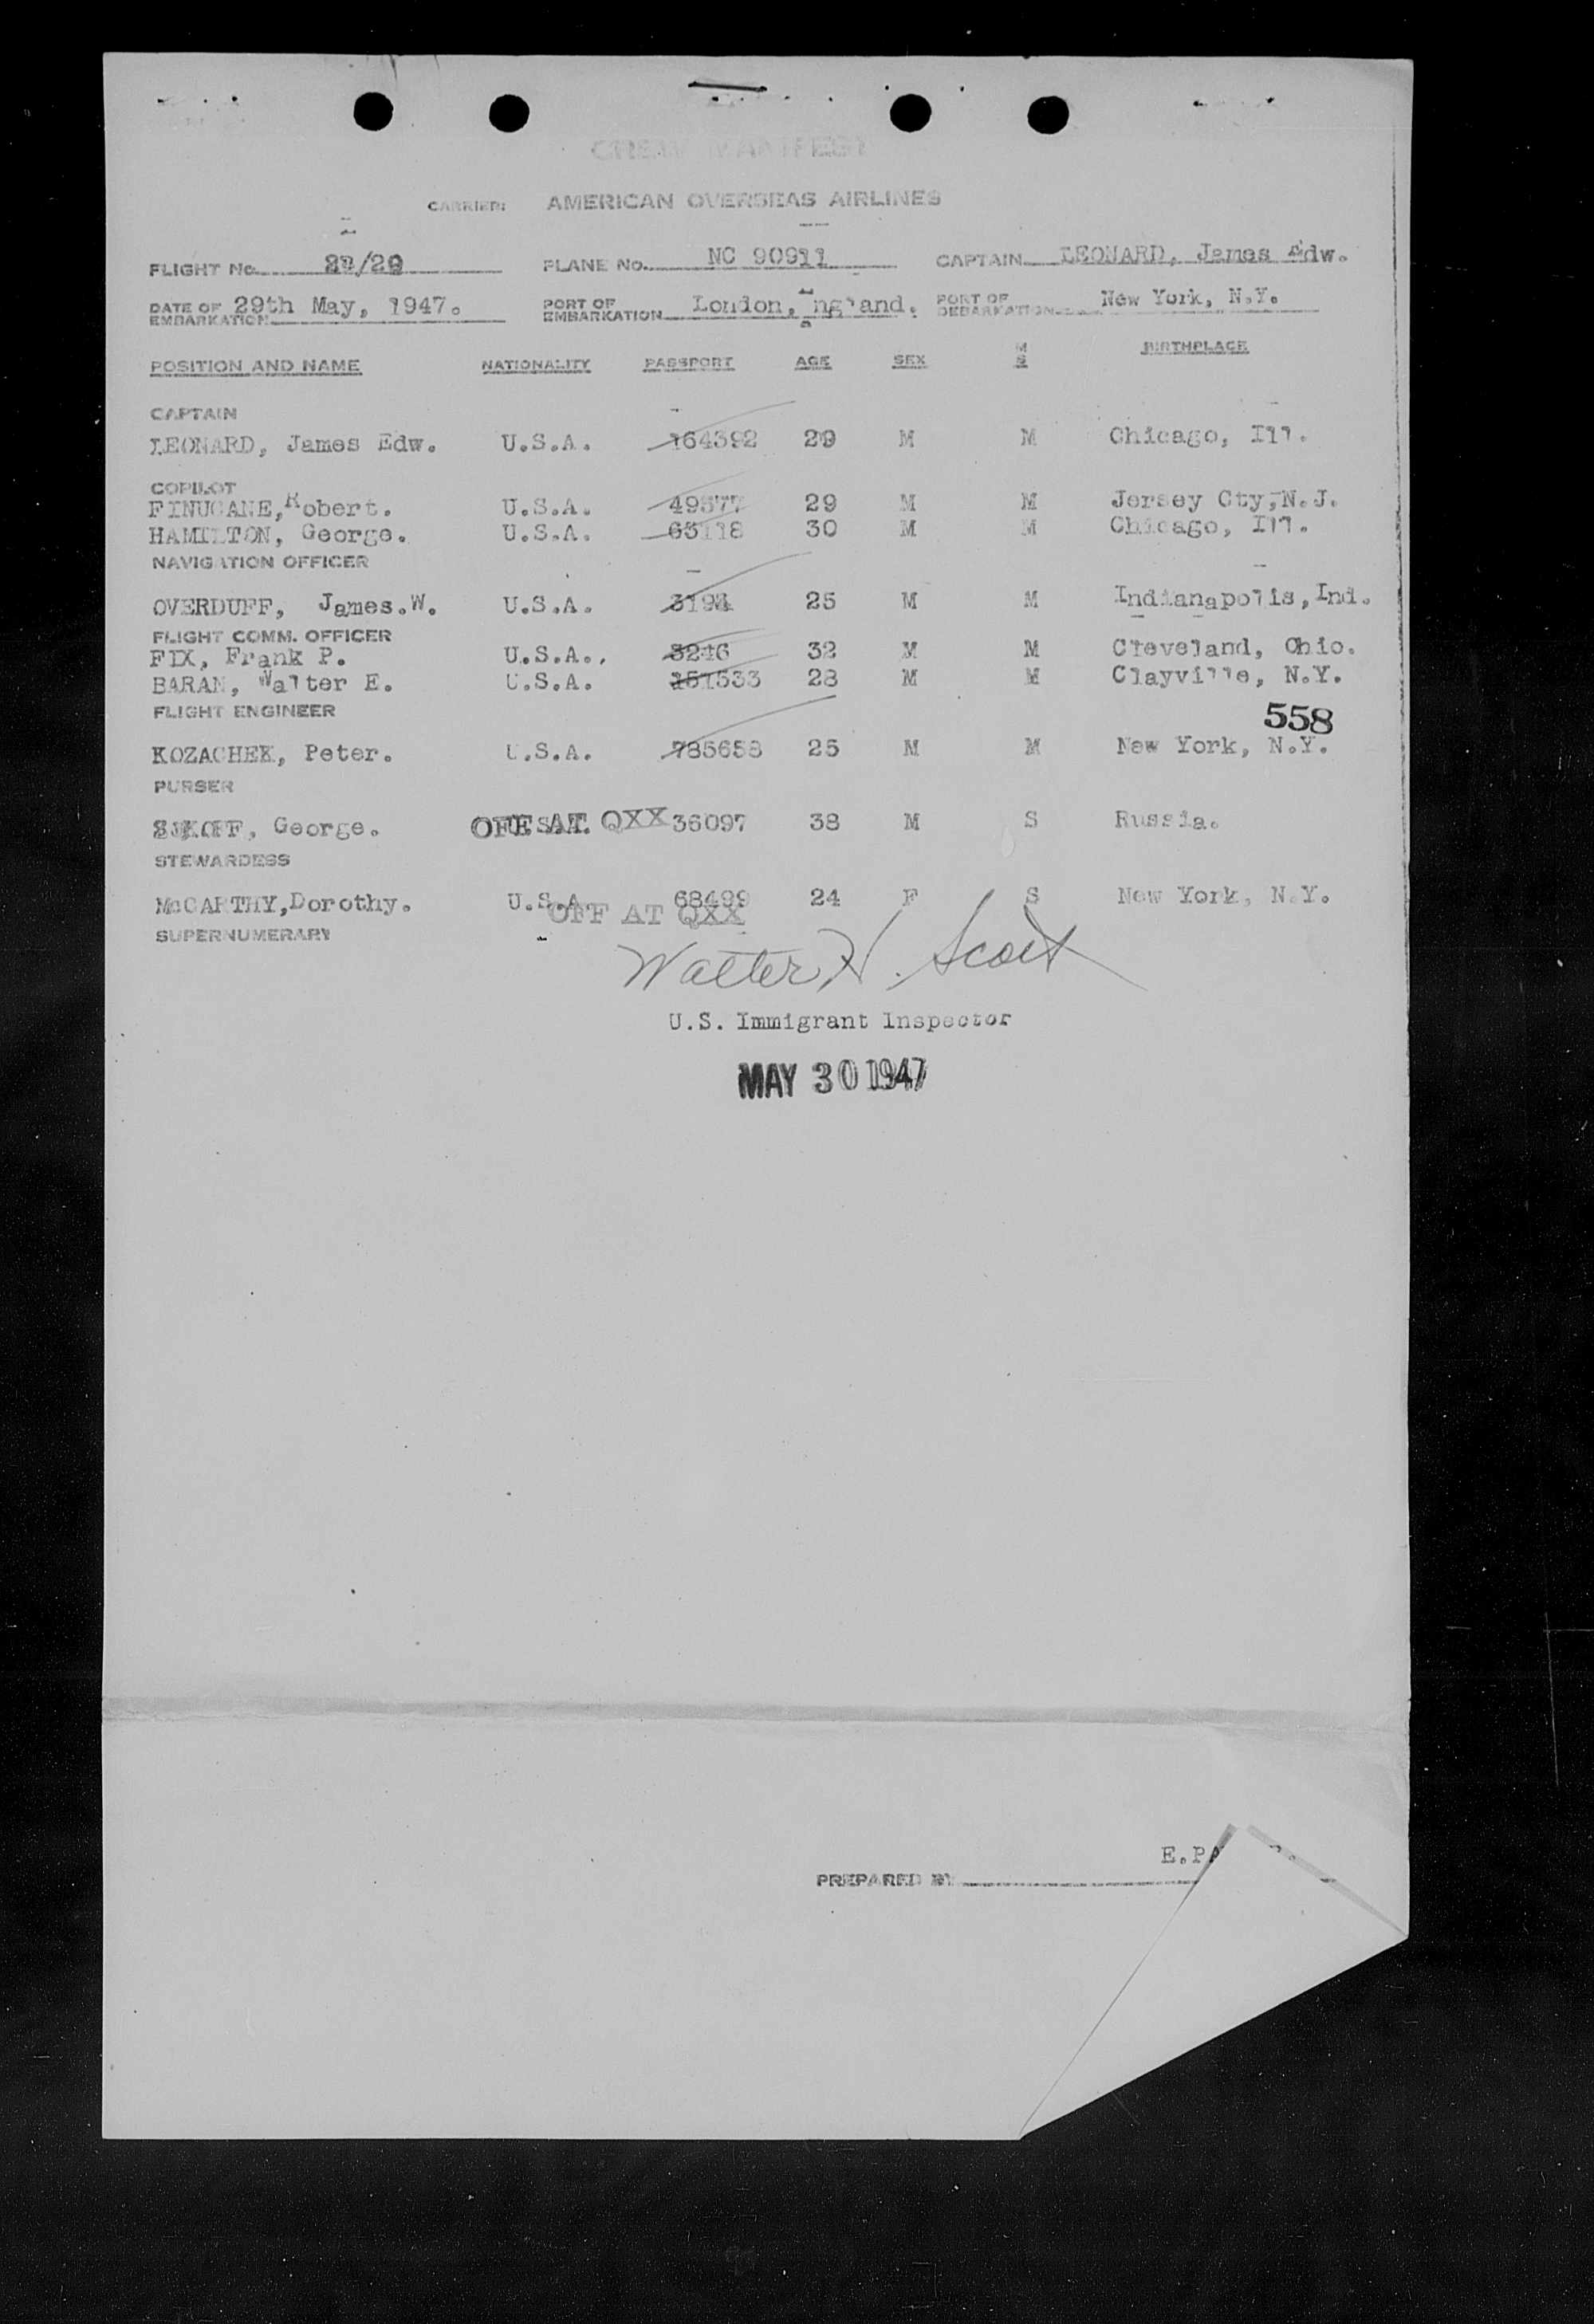 CREW MANIFEST
CARRIER: AMERICAN OVERSEAS AIRLINES
FLIGHT No. /29 PLANE No. NC 90911 CAPTAIN LEONARD, James Edw.
DATE OF EMBARKATION 29th May, 1947. PORT OF EMBARKATION London, England. PORT OF DEBARKATION New York, N.Y.
POSITION AND NAME NATIONALITY PASSPORT AGE SEX M S BIRTHPLACE
CAPTAIN
LEONARD, James Edw. U.S.A. 164392 29 M M Chicago, Ill.
COPILOT
FINUCANE, Robert. U.S.A. 49577 29 M M Jersey Cty, N.J.
HAMILTON, George. U.S.A. 63118 30 M M Chicago, Ill.
NAVIGATION OFFICER
OVERDUFF, James.W. U.S.A. 25 M M Indianapolis, Ind.
FLIGHT COMM. OFFICER
FIX, Frank P. U.S.A., 3246 32 M M Cleveland, Ohio.
BARAN, Walter E. U.S.A. 151533 28 M M Clayville, N.Y.
FLIGHT ENGINEER
558
KOZACHEK, Peter. U.S.A. 785658 25 M M New York, N.Y.
PURSER
George. U.S.A. OFF AT QXX 36097 38 M S Russia.
STEWARDESS
McCARTHY, Dorothy. U.S.A. 68499 24 F S New York, N.Y.
OFF AT QXX
SUPERNUMERARY
Walter H. Scott
U.S. Immigrant Inspector
MAY 30 1947
E.PA
PREPARED BY